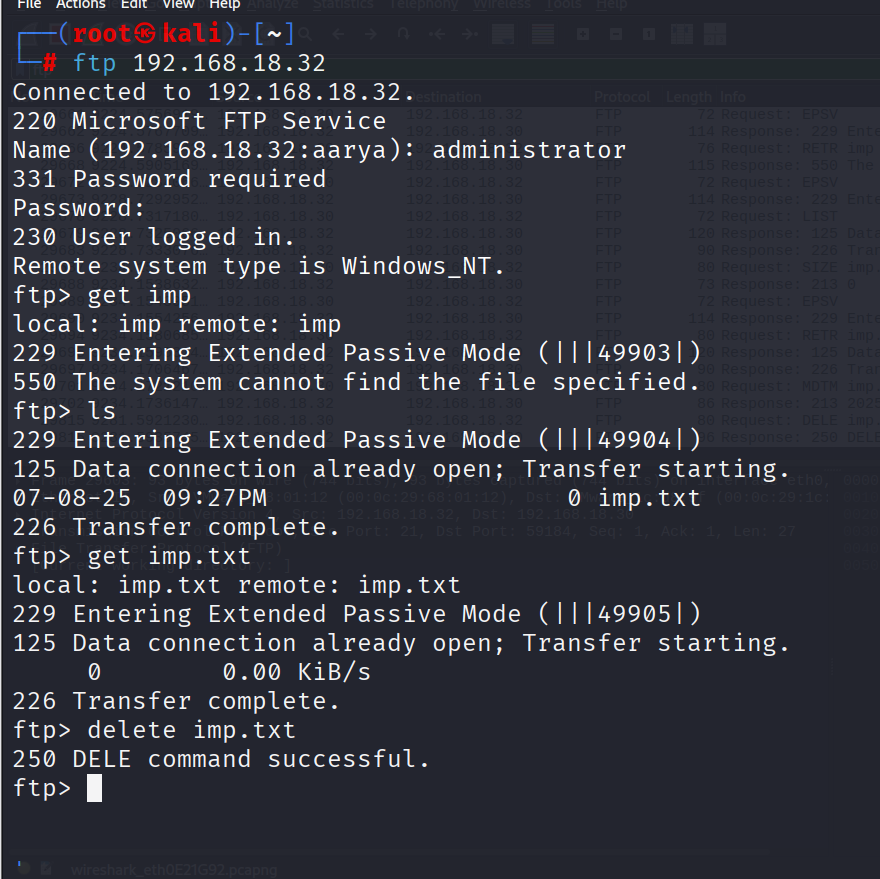 File Actions Edit View Help
┌──(root㉿kali)-[~]
└─# ftp 192.168.18.32
Connected to 192.168.18.32.
220 Microsoft FTP Service
Name (192.168.18.32:aarya): administrator
331 Password required
Password:
230 User logged in.
Remote system type is Windows_NT.
ftp> get imp
local: imp remote: imp
229 Entering Extended Passive Mode (|||49903|)
550 The system cannot find the file specified.
ftp> ls
229 Entering Extended Passive Mode (|||49904|)
125 Data connection already open; Transfer starting.
07-08-25  09:27PM                    0 imp.txt
226 Transfer complete.
ftp> get imp.txt
local: imp.txt remote: imp.txt
229 Entering Extended Passive Mode (|||49905|)
125 Data connection already open; Transfer starting.
     0        0.00 KiB/s
226 Transfer complete.
ftp> delete imp.txt
250 DELE command successful.
ftp>
wireshark_eth0E21G92.pcapng